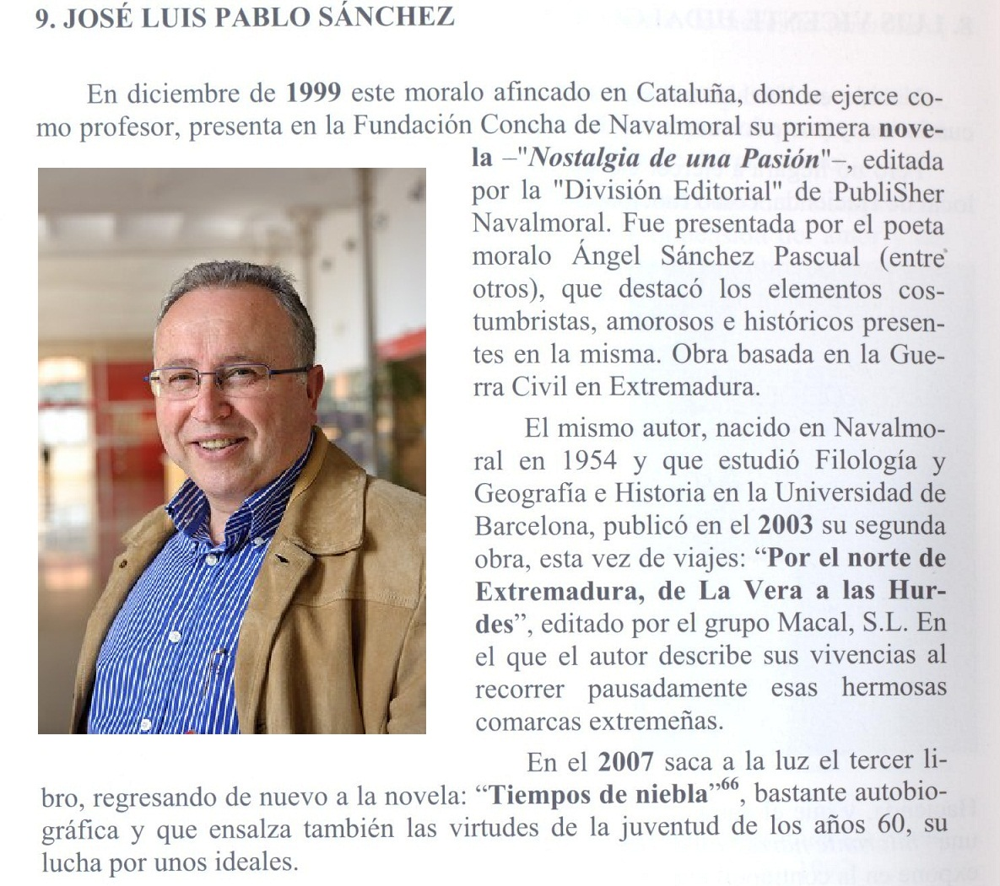 9. JOSÉ LUIS PABLO SÁNCHEZ
En diciembre de 1999 este moralo afincado en Cataluña, donde ejerce co-
mo profesor, presenta en la Fundación Concha de Navalmoral su primera nove-
la –"Nostalgia de una Pasión"–, editada
por la "División Editorial" de PubliSher
Navalmoral. Fue presentada por el poeta
moralo Ángel Sánchez Pascual (entre
otros), que destacó los elementos cos-
tumbristas, amorosos e históricos presen-
tes en la misma. Obra basada en la Gue-
rra Civil en Extremadura.
El mismo autor, nacido en Navalmo-
ral en 1954 y que estudió Filología y
Geografía e Historia en la Universidad de
Barcelona, publicó en el 2003 su segunda
obra, esta vez de viajes: “Por el norte de
Extremadura, de La Vera a las Hur-
des”, editado por el grupo Macal, S.L. En
el que el autor describe sus vivencias al
recorrer pausadamente esas hermosas
comarcas extremeñas.
En el 2007 saca a la luz el tercer li-
bro, regresando de nuevo a la novela: “Tiempos de niebla”66, bastante autobio-
gráfica y que ensalza también las virtudes de la juventud de los años 60, su
lucha por unos ideales.